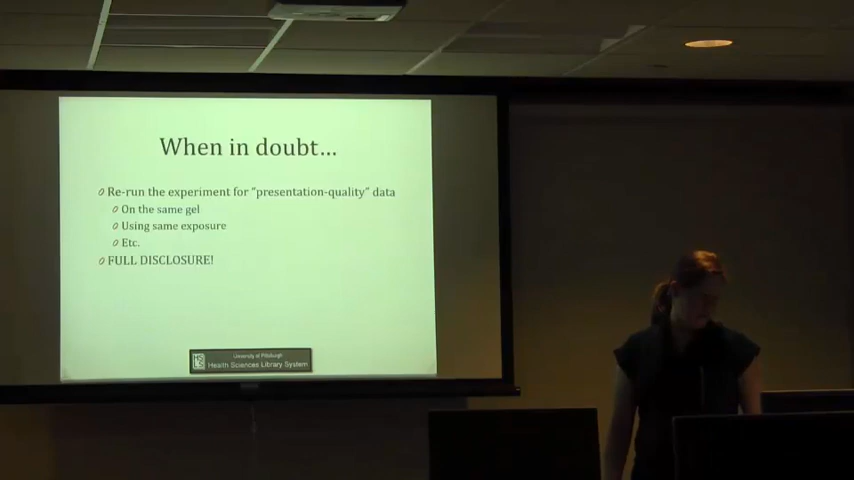 When in doubt…
Re-run the experiment for “presentation-quality” data
On the same gel
Using same exposure
Etc.
FULL DISCLOSURE!
University of Pittsburgh
Health Sciences Library System